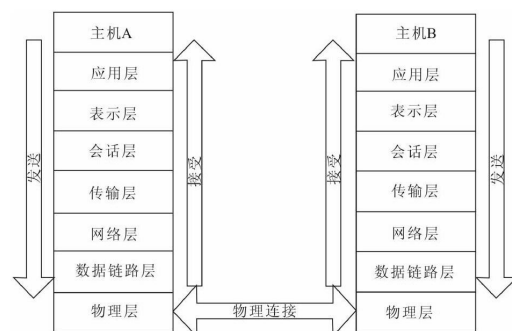 主机A
应用层
表示层
会话层
传输层
网络层
数据链路层
物理层
发送
接受
物理连接
接受
主机B
应用层
表示层
会话层
传输层
网络层
数据链路层
物理层
发送